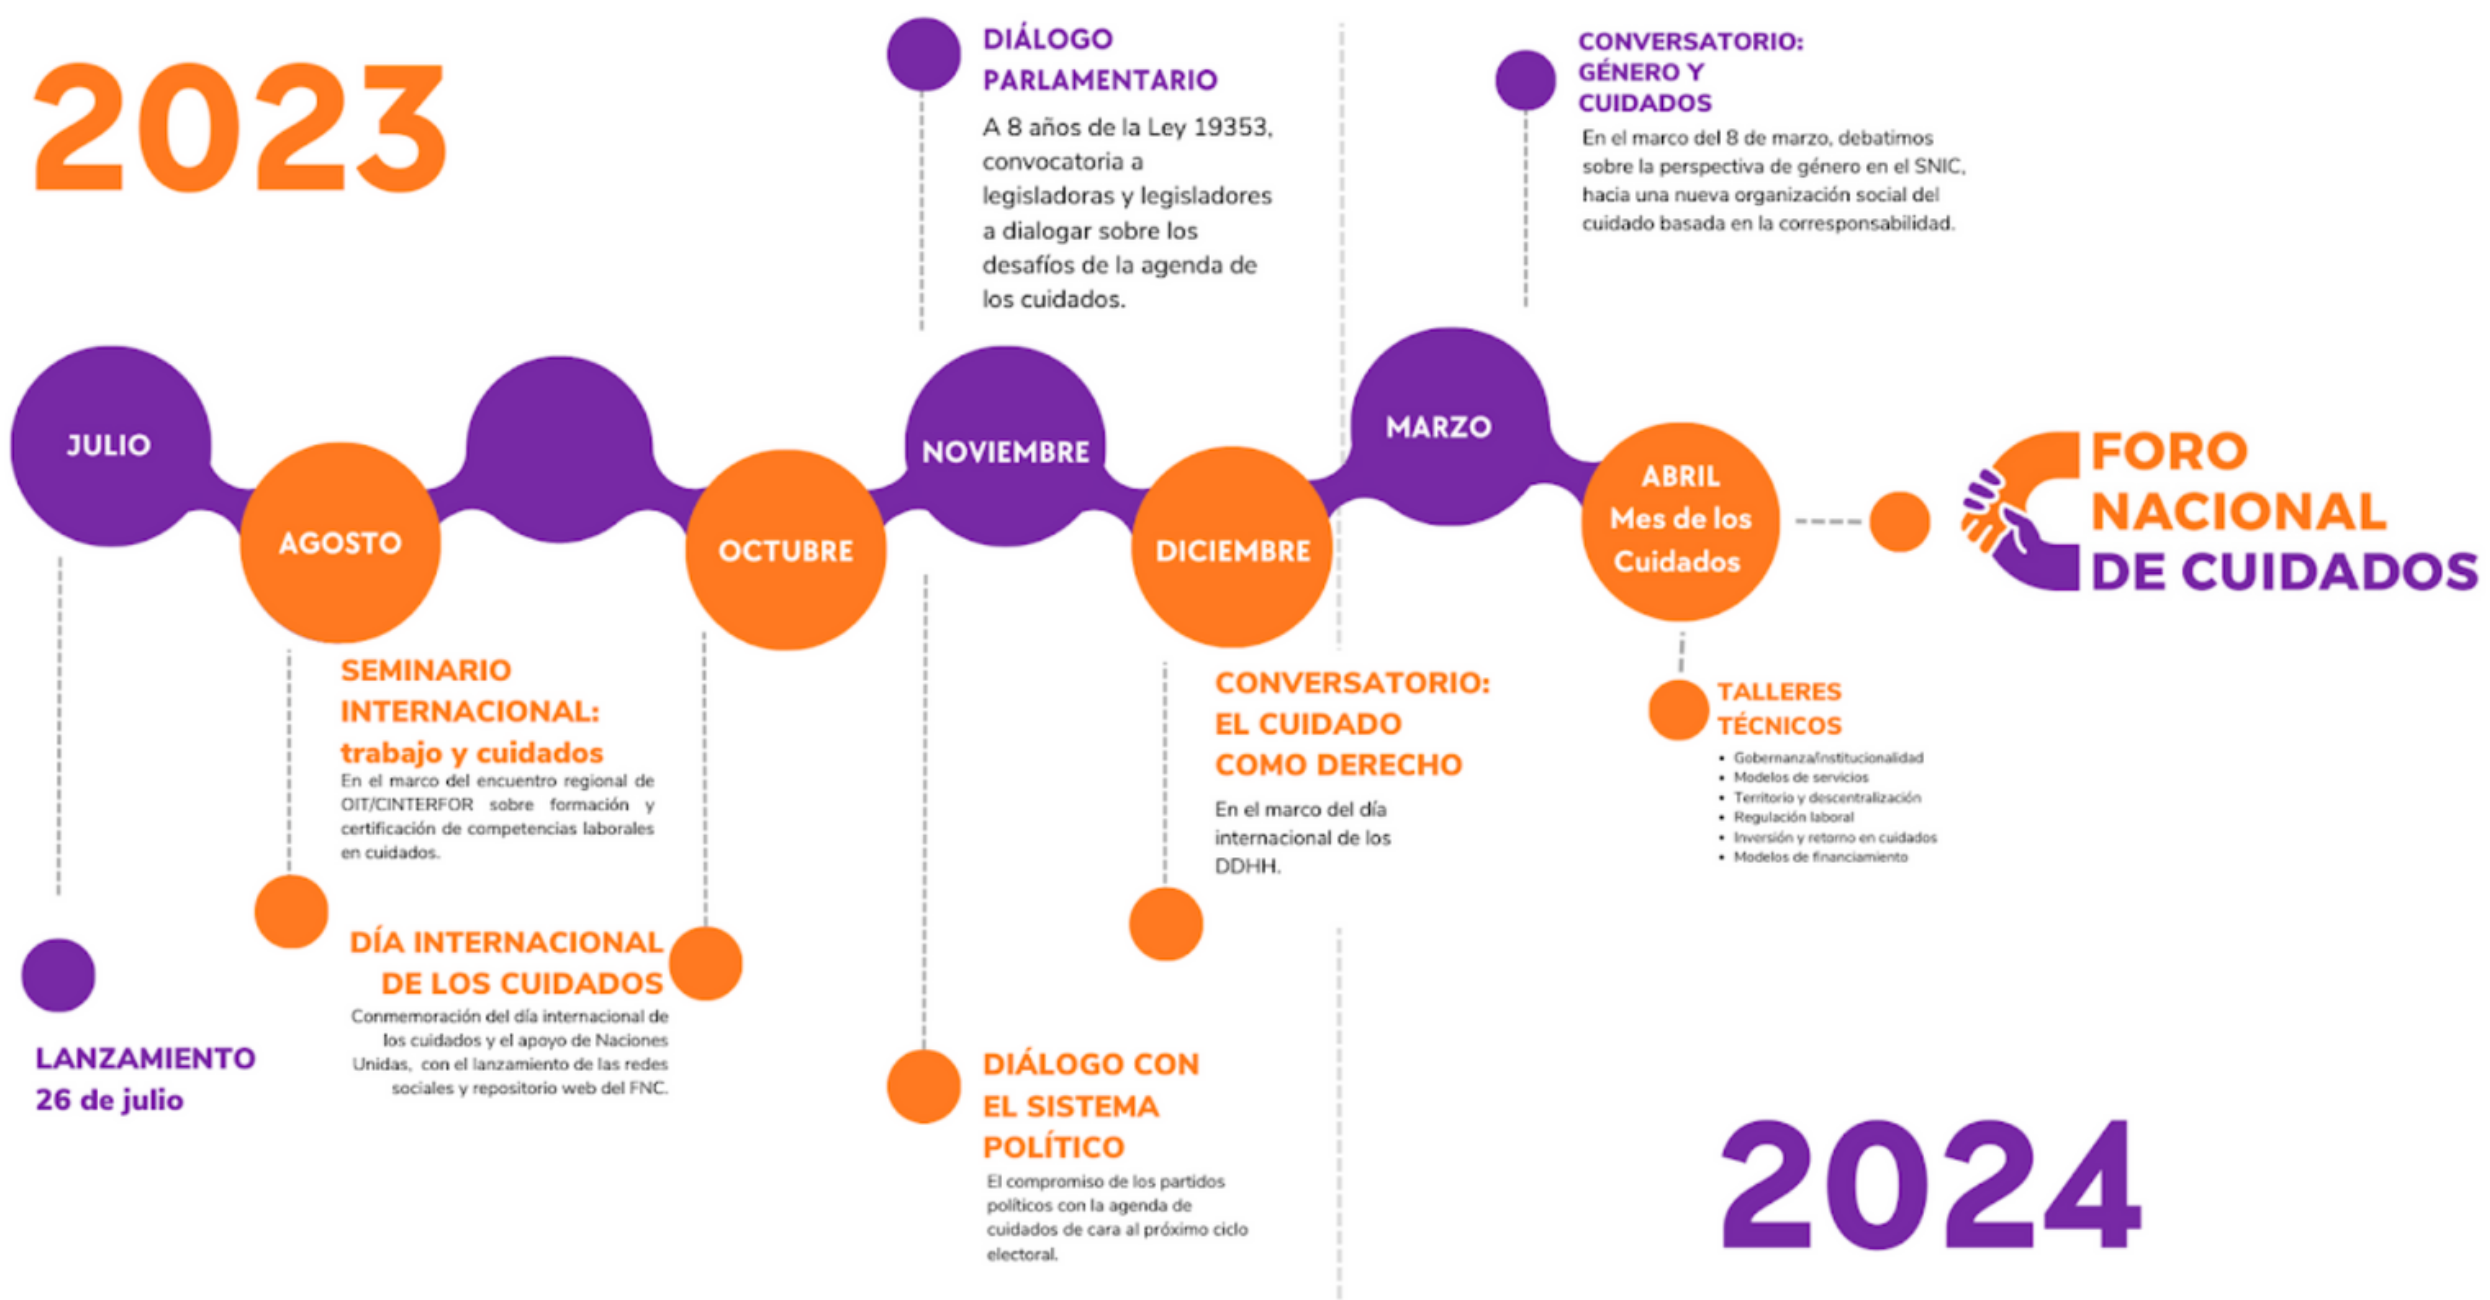 2023
DIÁLOGO
PARLAMENTARIO
A 8 años de la Ley 19353,
convocatoria a
legisladoras y legisladores
a dialogar sobre los
desafíos de la agenda de
los cuidados.
CONVERSATORIO:
GÉNERO Y
CUIDADOS
En el marco del 8 de marzo, debatimos
sobre la perspectiva de género en el SNIC,
hacia una nueva organización social del
cuidado basada en la corresponsabilidad.
JULIO
AGOSTO
OCTUBRE
NOVIEMBRE
DICIEMBRE
MARZO
ABRIL
Mes de los
Cuidados
FORO
NACIONAL
DE CUIDADOS
LANZAMIENTO
26 de julio
SEMINARIO
INTERNACIONAL:
trabajo y cuidados
En el marco del encuentro regional de
OIT/CINTERFOR sobre formación y
certificación de competencias laborales
en cuidados.
DÍA INTERNACIONAL
DE LOS CUIDADOS
Conmemoración del día internacional de
los cuidados y el apoyo de Naciones
Unidas, con el lanzamiento de las redes
sociales y repositorio web del FNC.
DIÁLOGO CON
EL SISTEMA
POLÍTICO
El compromiso de los partidos
políticos con la agenda de
cuidados de cara al próximo ciclo
electoral.
CONVERSATORIO:
EL CUIDADO
COMO DERECHO
En el marco del día
internacional de los
DDHH.
TALLERES
TÉCNICOS
• Gobernanza/institucionalidad
• Modelos de servicios
• Territorio y descentralización
• Regulación laboral
• Inversión y retorno en cuidados
• Modelos de financiamiento
2024